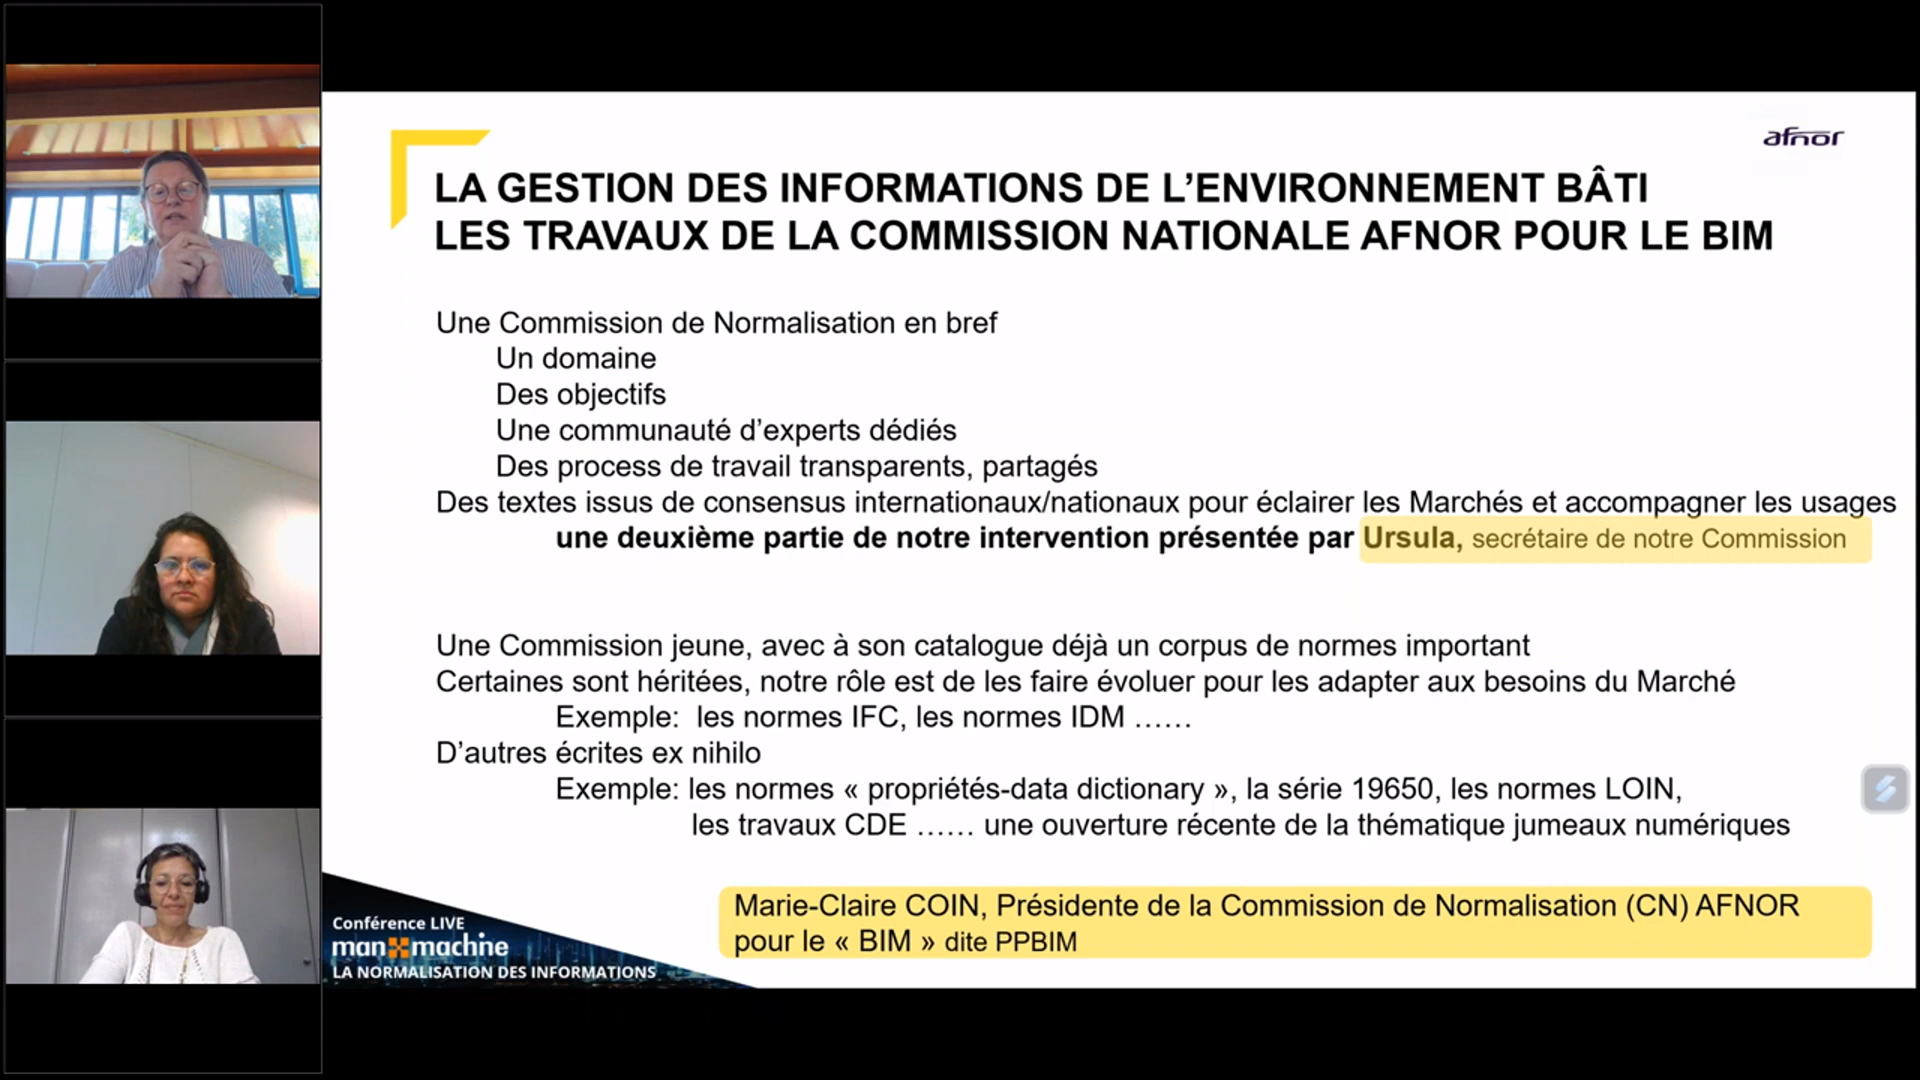 afnor
LA GESTION DES INFORMATIONS DE L’ENVIRONNEMENT BÂTI
LES TRAVAUX DE LA COMMISSION NATIONALE AFNOR POUR LE BIM
Une Commission de Normalisation en bref
Un domaine
Des objectifs
Une communauté d’experts dédiés
Des process de travail transparents, partagés
Des textes issus de consensus internationaux/nationaux pour éclairer les Marchés et accompagner les usages
une deuxième partie de notre intervention présentée par Ursula, secrétaire de notre Commission
Une Commission jeune, avec à son catalogue déjà un corpus de normes important
Certaines sont héritées, notre rôle est de les faire évoluer pour les adapter aux besoins du Marché
Exemple: les normes IFC, les normes IDM ……
D’autres écrites ex nihilo
Exemple: les normes « propriétés-data dictionary », la série 19650, les normes LOIN,
les travaux CDE …… une ouverture récente de la thématique jumeaux numériques
Marie-Claire COIN, Présidente de la Commission de Normalisation (CN) AFNOR
pour le « BIM » dite PPBIM
Conférence LIVE
man machine
LA NORMALISATION DES INFORMATIONS